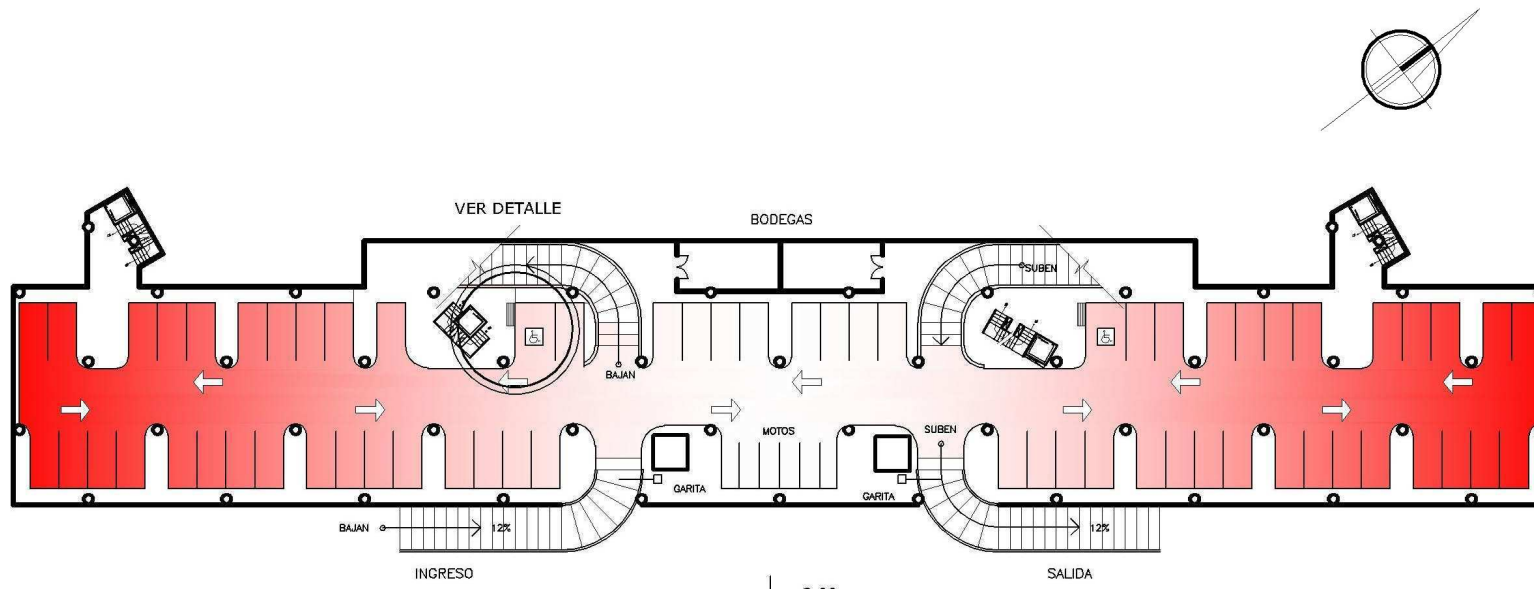 VER DETALLE
BODEGAS
SUBEN
BAJAN
MOTOS
SUBEN
GARITA
GARITA
BAJAN
12%
12%
INGRESO
SALIDA